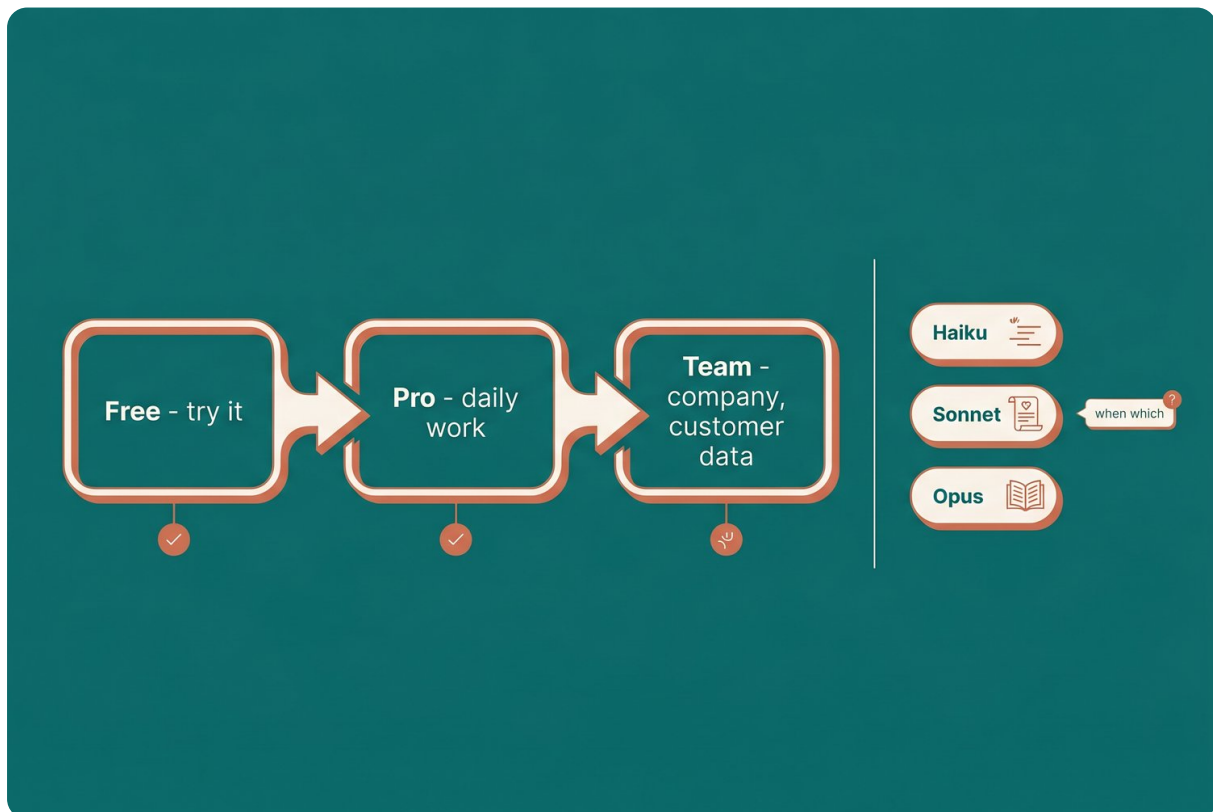 Free - try it
Pro - daily
work
Team -
company,
customer
data
Haiku
Sonnet
Opus
when which
?